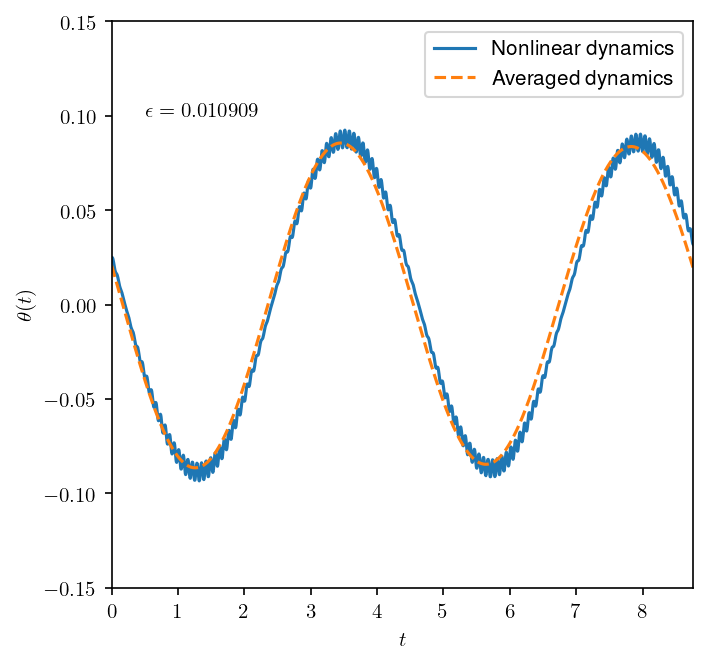 0.15
Nonlinear dynamics
Averaged dynamics
0.10
ϵ = 0.010909
0.05
θ(t)
0.00
−0.05
−0.10
−0.15
0 1 2 3 4 5 6 7 8
t